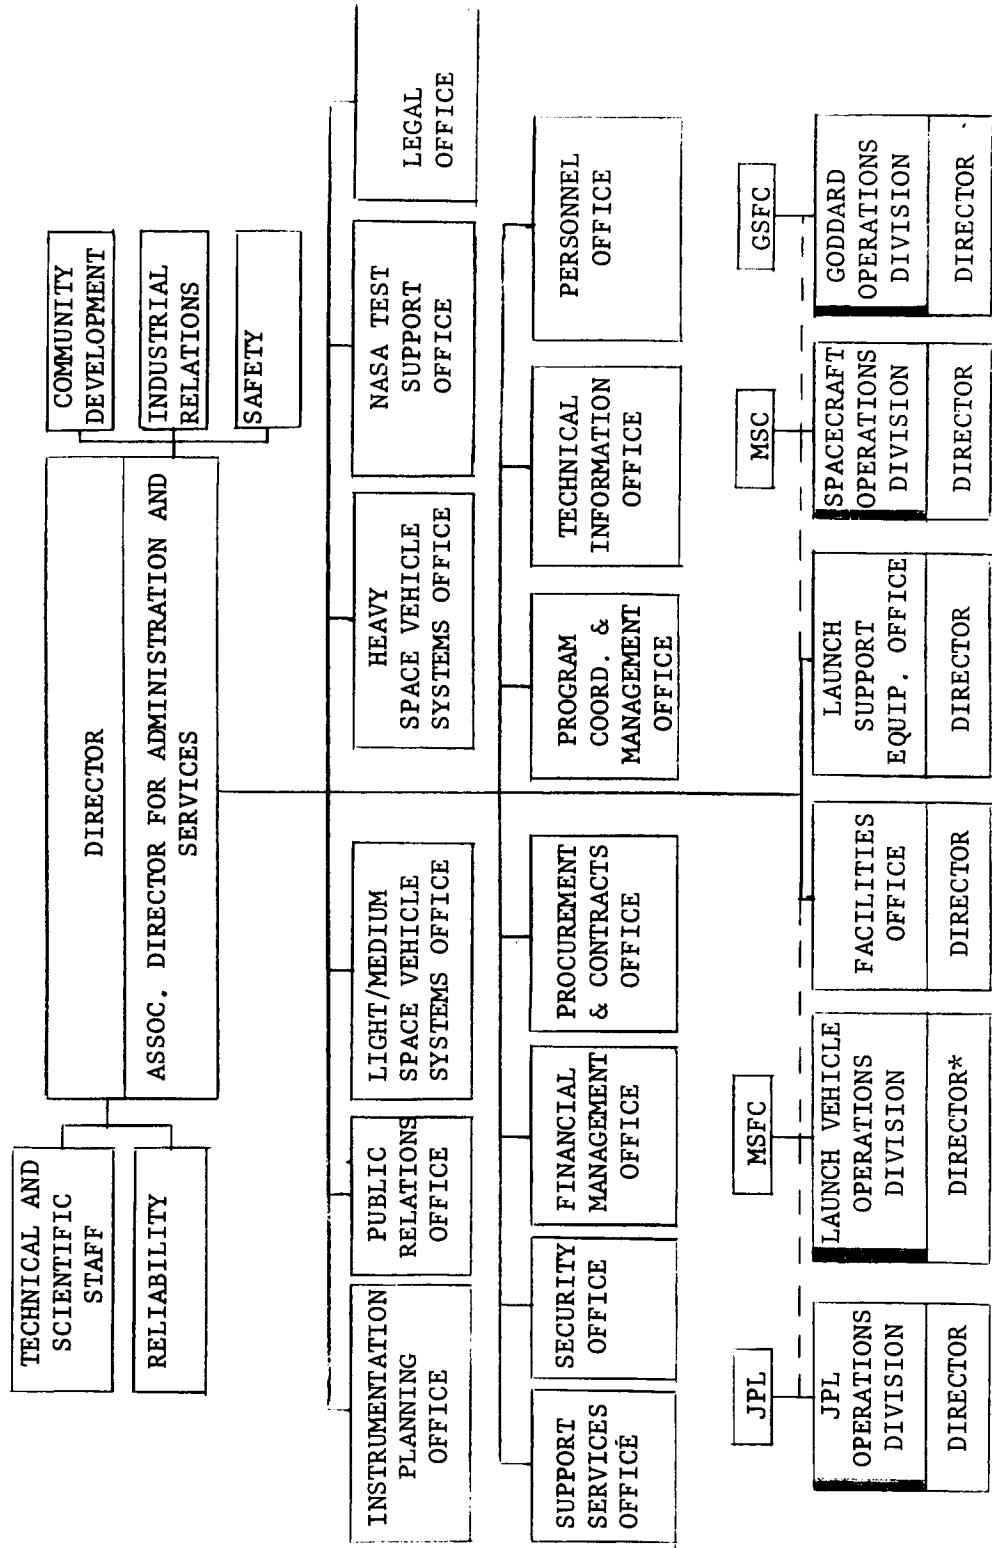 DIRECTOR
ASSOC. DIRECTOR FOR ADMINISTRATION AND
SERVICES
TECHNICAL AND
SCIENTIFIC
STAFF
RELIABILITY
COMMUNITY
DEVELOPMENT
INDUSTRIAL
RELATIONS
SAFETY
INSTRUMENTATION
PLANNING
OFFICE
PUBLIC
RELATIONS
OFFICE
LIGHT/MEDIUM
SPACE VEHICLE
SYSTEMS OFFICE
HEAVY
SPACE VEHICLE
SYSTEMS OFFICE
NASA TEST
SUPPORT
OFFICE
LEGAL
OFFICE
SUPPORT
SERVICES
OFFICE
SECURITY
OFFICE
FINANCIAL
MANAGEMENT
OFFICE
PROCUREMENT
& CONTRACTS
OFFICE
PROGRAM
COORD. &
MANAGEMENT
OFFICE
TECHNICAL
INFORMATION
OFFICE
PERSONNEL
OFFICE
JPL
JPL
OPERATIONS
DIVISION
DIRECTOR
MSFC
LAUNCH VEHICLE
OPERATIONS
DIVISION
DIRECTOR*
FACILITIES
OFFICE
DIRECTOR
LAUNCH
SUPPORT
EQUIP. OFFICE
DIRECTOR
MSC
SPACECRAFT
OPERATIONS
DIVISION
DIRECTOR
GSFC
GODDARD
OPERATIONS
DIVISION
DIRECTOR